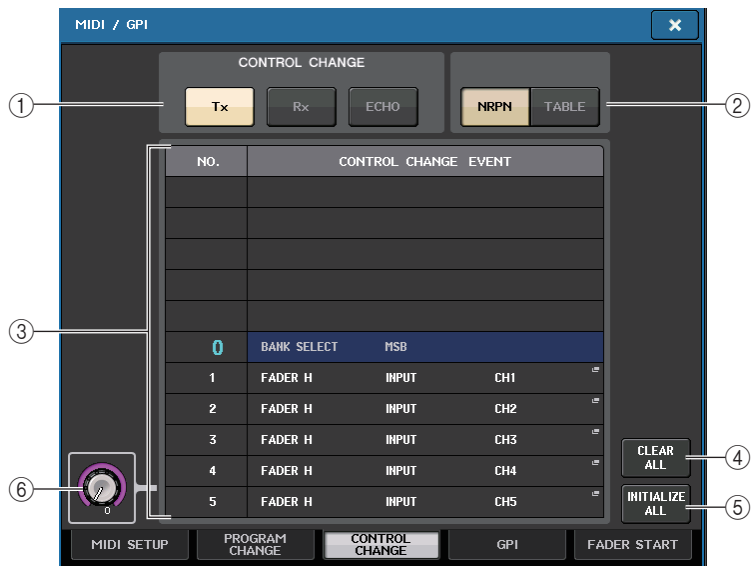 MIDI / GPI
×
CONTROL CHANGE
Tx Rx ECHO NRPN TABLE
① ②
NO. CONTROL CHANGE EVENT
③
0 BANK SELECT MSB
1 FADER H INPUT CH1
2 FADER H INPUT CH2
3 FADER H INPUT CH3
4 FADER H INPUT CH4
5 FADER H INPUT CH5
CLEAR
ALL
④
INITIALIZE
ALL
⑤
⑥
0
MIDI SETUP
PROGRAM
CHANGE
CONTROL
CHANGE
GPI
FADER START